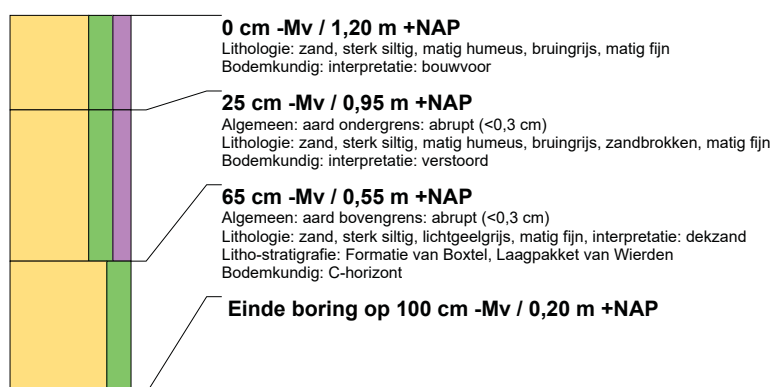 0 cm -Mv / 1,20 m +NAP
Lithologie: zand, sterk siltig, matig humeus, bruingrijs, matig fijn
Bodemkundig: interpretatie: bouwvoor
25 cm -Mv / 0,95 m +NAP
Algemeen: aard ondergrens: abrupt (<0,3 cm)
Lithologie: zand, sterk siltig, matig humeus, bruingrijs, zandbrokken, matig fijn
Bodemkundig: interpretatie: verstoord
65 cm -Mv / 0,55 m +NAP
Algemeen: aard bovengrens: abrupt (<0,3 cm)
Lithologie: zand, sterk siltig, lichtgeelgrijs, matig fijn, interpretatie: dekzand
Litho-stratigrafie: Formatie van Boxtel, Laagpakket van Wierden
Bodemkundig: C-horizont
Einde boring op 100 cm -Mv / 0,20 m +NAP